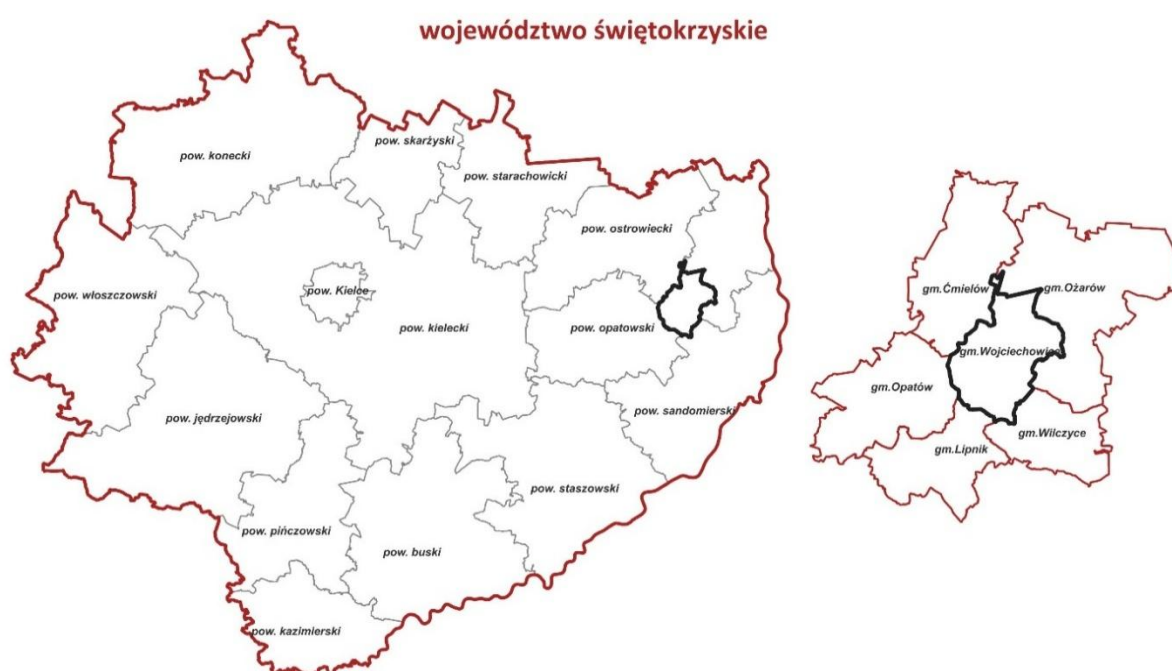 województwo świętokrzyskie
pow. konecki
pow. skarżyski
pow. starachowicki
pow. ostrowiecki
pow. włoszczowski
pow. Kielce
pow. kielecki
pow. opatowski
pow. jędrzejowski
pow. sandomierski
pow. staszowski
pow. pińczowski
pow. buski
pow. kazimierski
gm.Ćmielów
gm.Ożarów
gm.Wojciechowice
gm.Opatów
gm.Wilczyce
gm.Lipnik